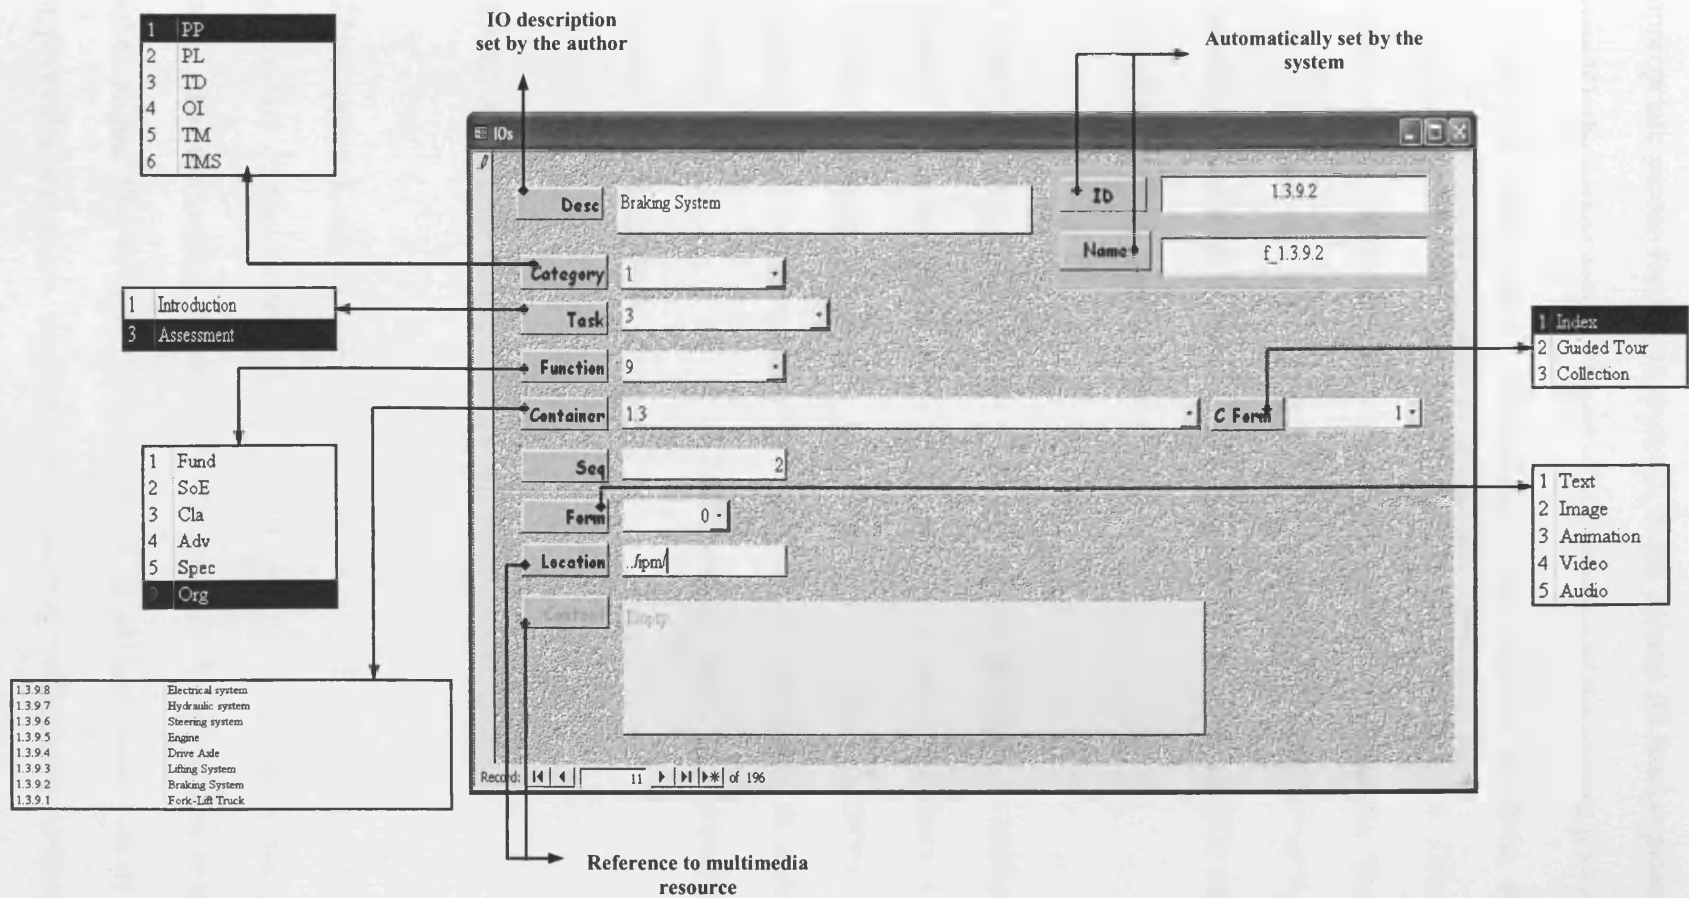 IO description
set by the author
Automatically set by the
system
1 PP
2 PL
3 TD
4 OI
5 TM
6 TMS
IOs
Desc Braking System
ID 1.3.9.2
Name f_1.3.9.2
Category 1
1 Introduction
3 Assessment
Task 3
Function 9
Container 1.3
C Form 1
1 Index
2 Guided Tour
3 Collection
1 Fund
2 SoE
3 Cla
4 Adv
5 Spec
9 Org
Seq 2
Form 0
1 Text
2 Image
3 Animation
4 Video
5 Audio
Location ../ipm/
Content Empty
1.3.9.8 Electrical system
1.3.9.7 Hydraulic system
1.3.9.6 Steering system
1.3.9.5 Engine
1.3.9.4 Drive Axle
1.3.9.3 Lifting System
1.3.9.2 Braking System
1.3.9.1 Fork-Lift Truck
Record: 11 of 196
Reference to multimedia
resource